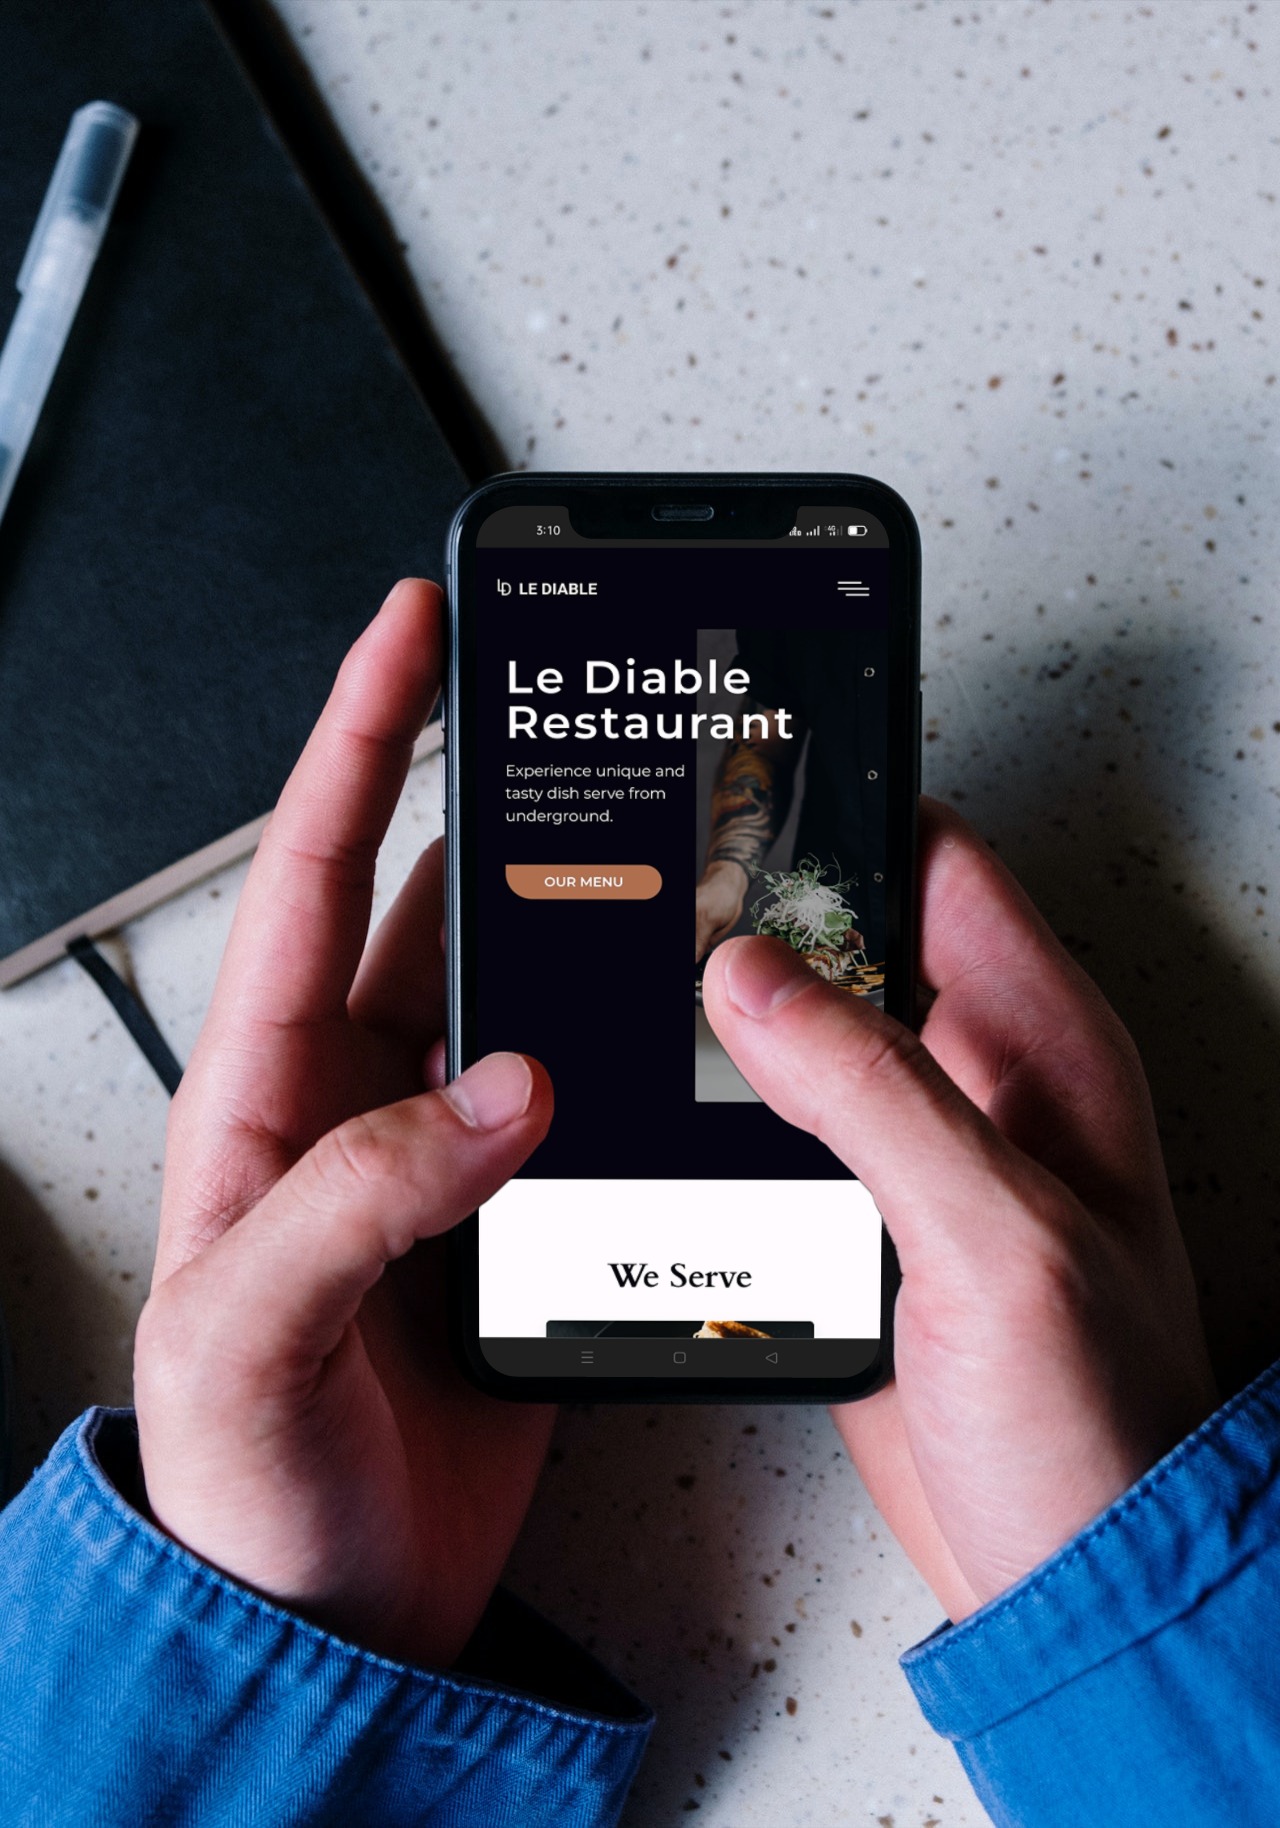 3:10
4G
LD LE DIABLE
Le Diable
Restaurant
Experience unique and
tasty dish serve from
underground.
OUR MENU
We Serve